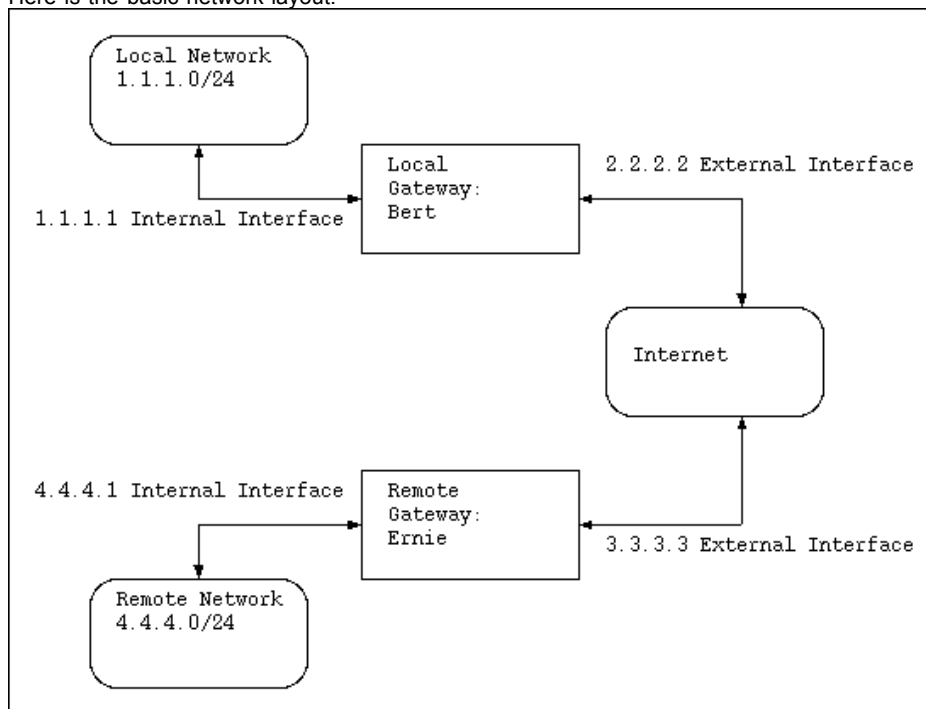 Here is the basic network layout:
Local Network
1.1.1.0/24
Local
Gateway:
Bert
2.2.2.2 External Interface
1.1.1.1 Internal Interface
Internet
4.4.4.1 Internal Interface
Remote
Gateway:
Ernie
3.3.3.3 External Interface
Remote Network
4.4.4.0/24